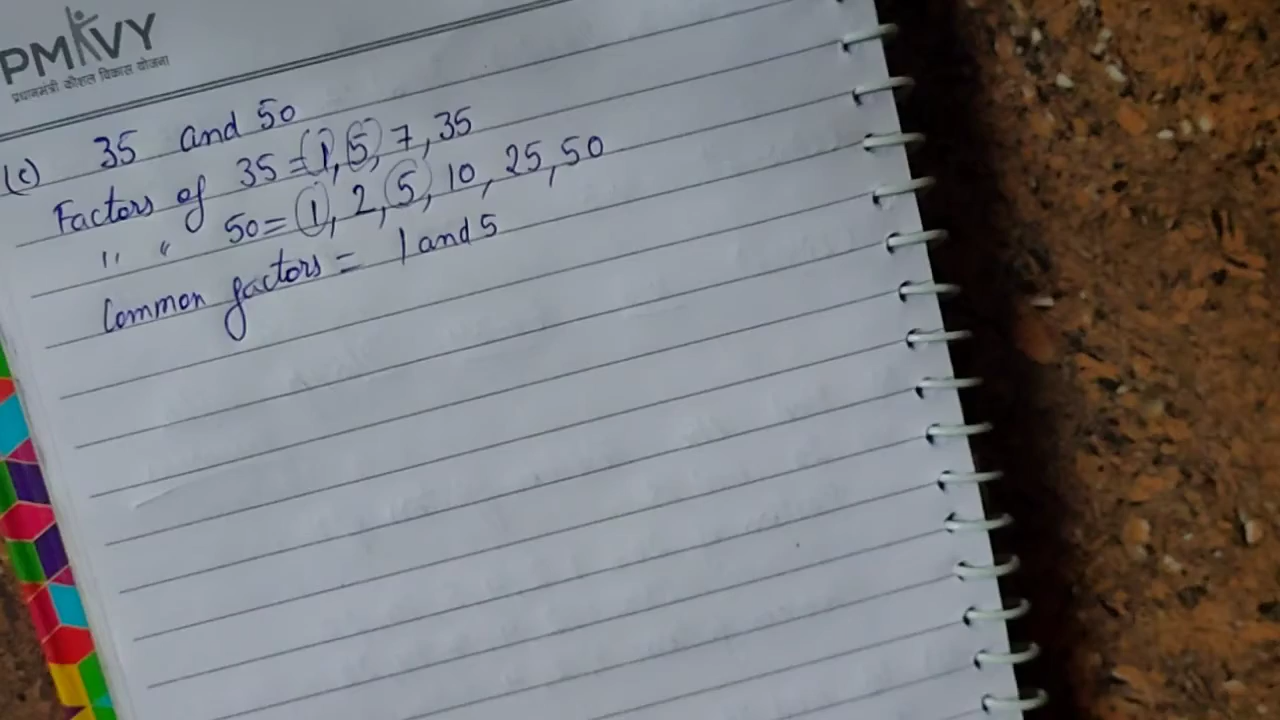 PMKVY
प्रधानमंत्री कौशल विकास योजना
(c) 35 and 50
Factors of 35 = 1, 5, 7, 35
" " 50 = 1, 2, 5, 10, 25, 50
Common factors = 1 and 5